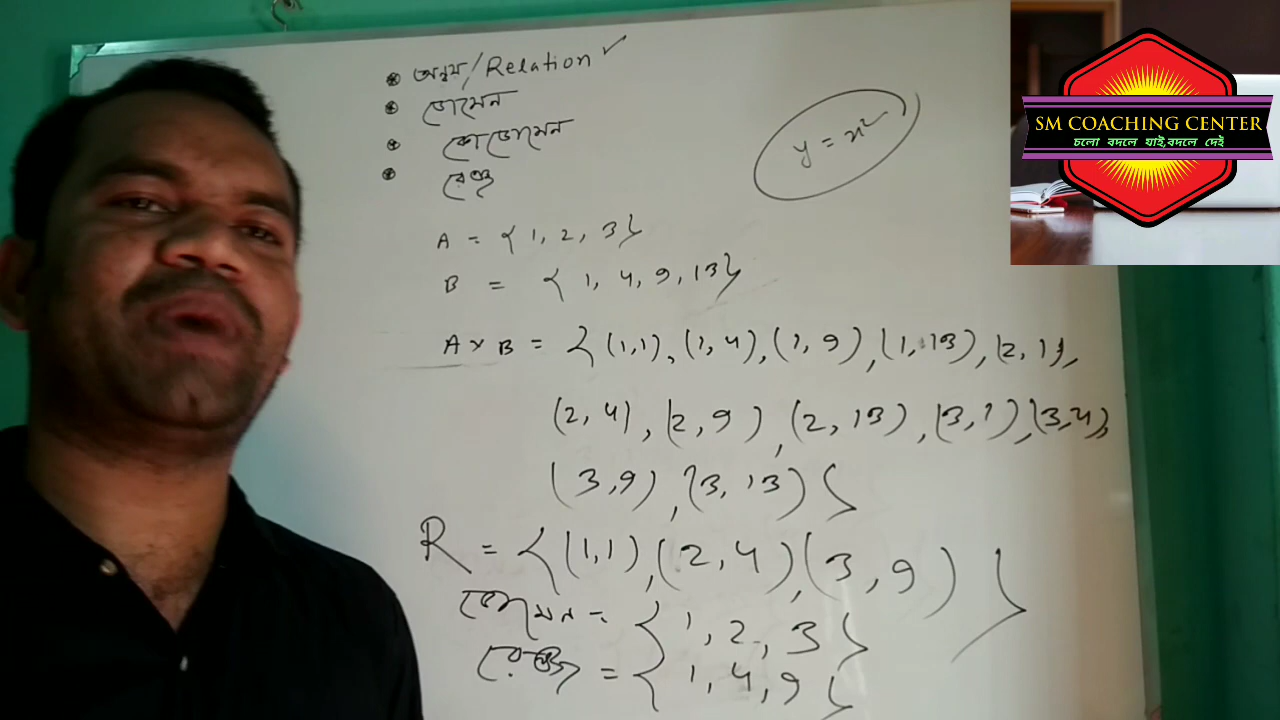 অন্বয়/Relation ✓
ডোমেন
কোডোমেন
রেঞ্জ
y = x²
A = {1, 2, 3}
B = {1, 4, 9, 13}
A × B = {(1,1), (1, 4), (1, 9), (1, 13), (2, 1),
(2, 4), (2, 9), (2, 13), (3, 1), (3,4),
(3,9), (3, 13)}
R = {(1,1), (2,4), (3,9)}
ডোমেন = {1, 2, 3}
রেঞ্জ = {1, 4, 9}
SM COACHING CENTER
চলো বদলে যাই,বদলে দেই